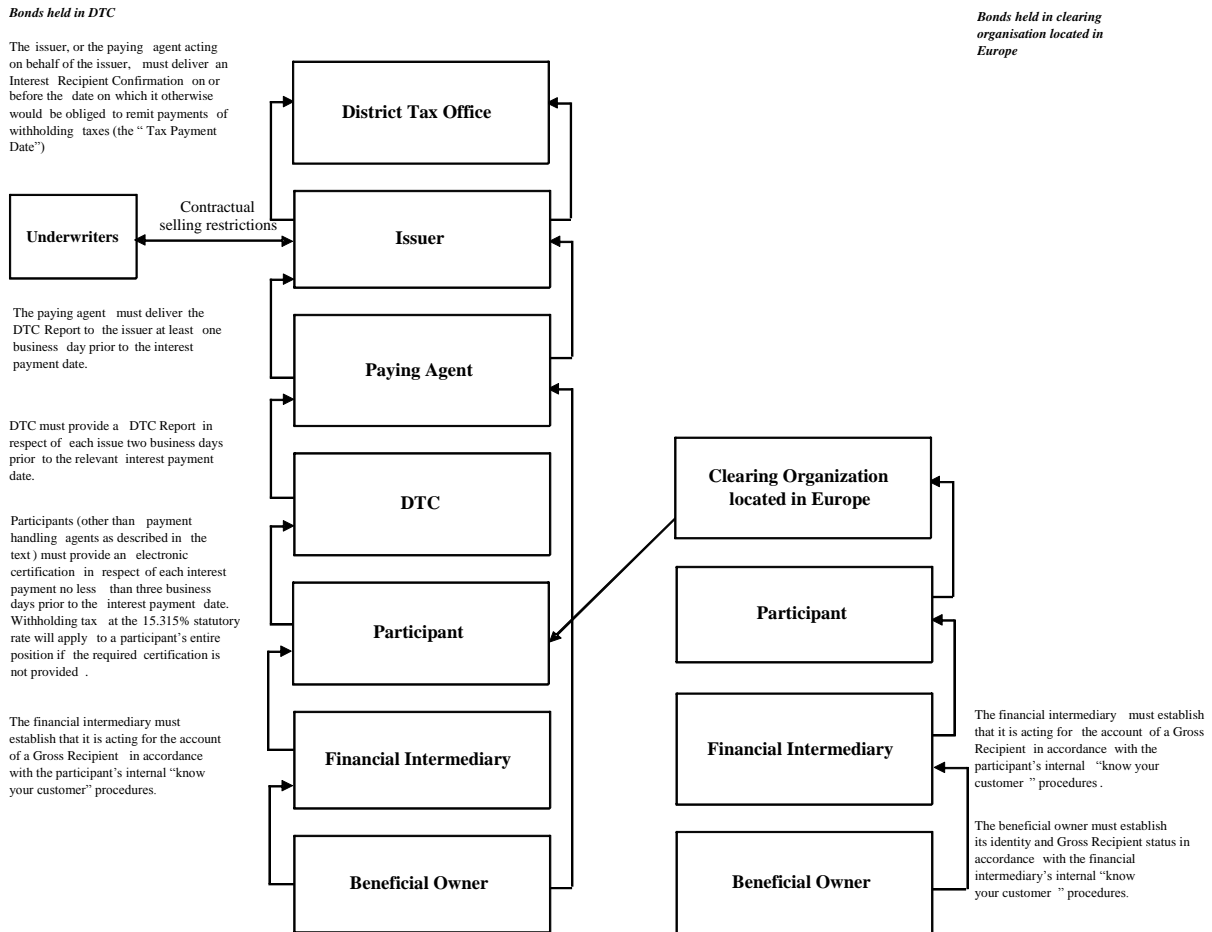 Bonds held in DTC
The issuer, or the paying agent acting
on behalf of the issuer, must deliver an
Interest Recipient Confirmation on or
before the date on which it otherwise
would be obliged to remit payments of
withholding taxes (the “ Tax Payment
Date”)
Bonds held in clearing
organisation located in
Europe
District Tax Office
Underwriters
Contractual
selling restrictions
Issuer
The paying agent must deliver the
DTC Report to the issuer at least one
business day prior to the interest
payment date.
Paying Agent
DTC must provide a DTC Report in
respect of each issue two business days
prior to the relevant interest payment
date.
DTC
Clearing Organization
located in Europe
Participants (other than payment
handling agents as described in the
text ) must provide an electronic
certification in respect of each interest
payment no less than three business
days prior to the interest payment date.
Withholding tax at the 15.315% statutory
rate will apply to a participant’s entire
position if the required certification is
not provided .
Participant
Participant
The financial intermediary must
establish that it is acting for the account
of a Gross Recipient in accordance
with the participant’s internal “know
your customer” procedures.
Financial Intermediary
Financial Intermediary
The financial intermediary must establish
that it is acting for the account of a Gross
Recipient in accordance with the
participant’s internal “know your
customer ” procedures .
The beneficial owner must establish
its identity and Gross Recipient status in
accordance with the financial
intermediary’s internal “know
your customer ” procedures.
Beneficial Owner
Beneficial Owner